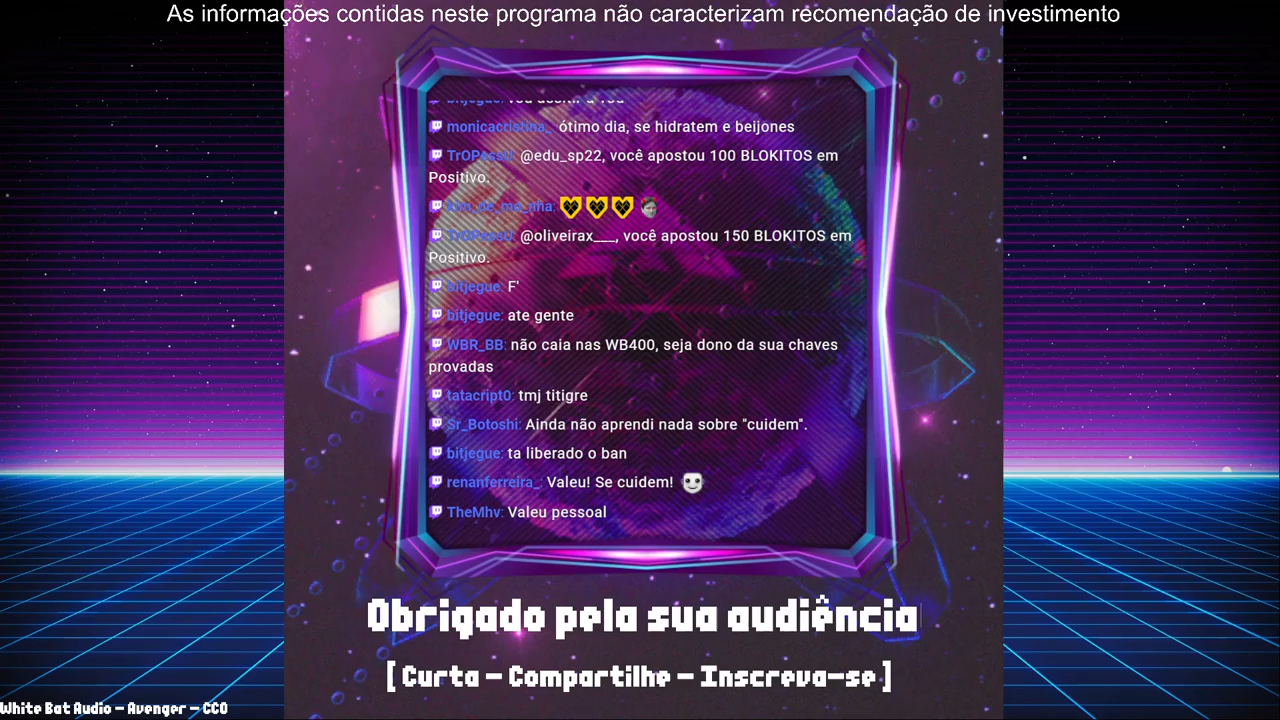 As informações contidas neste programa não caracterizam recomendação de investimento
bitjegue:
monicacristina_ ótimo dia, se hidratem e beijones
@edu_sp22, você apostou 100 BLOKITOS em
Positivo.
@oliveirax___, você apostou 150 BLOKITOS em
Positivo.
bitjegue: F'
bitjegue: ate gente
WBR_BB: não caia nas WB400, seja dono da sua chaves
provadas
tatacript0: tmj titigre
Sr_Botoshi: Ainda não aprendi nada sobre "cuidem".
bitjegue: ta liberado o ban
renanferreira_: Valeu! Se cuidem!
TheMhv: Valeu pessoal
Obrigado pela sua audiência
[ Curta - Compartilhe - Inscreva-se ]
White Bat Audio - Avenger - CC0